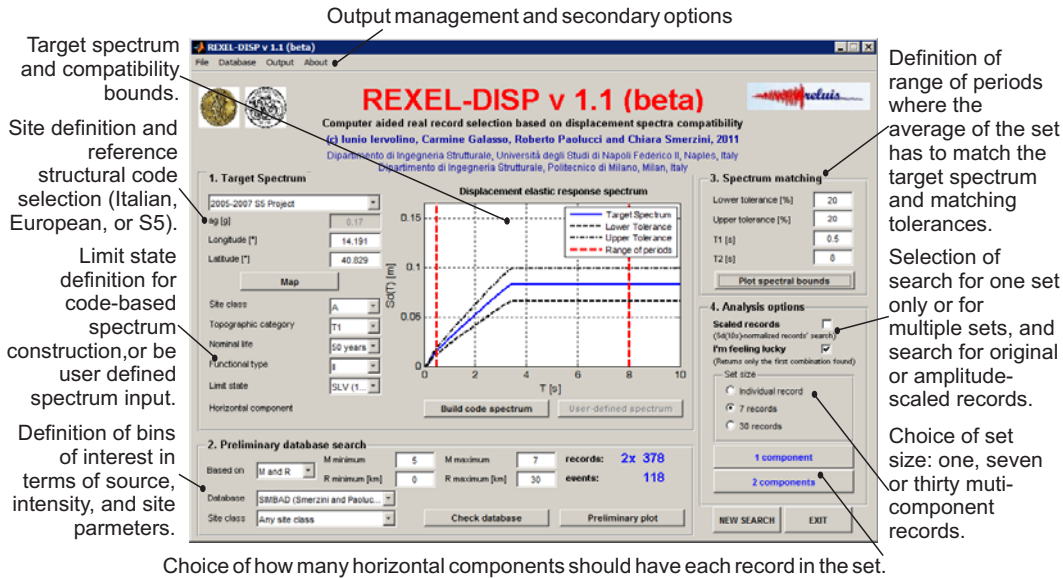 Output management and secondary options
Target spectrum
and compatibility
bounds.
Site definition and
reference
structural code
selection (Italian,
European, or S5).
Limit state
definition for
code-based
spectrum
construction,or be
user defined
spectrum input.
Definition of bins
of interest in
terms of source,
intensity, and site
parmeters.
REXEL-DISP v 1.1 (beta)
File Database Output About
REXEL-DISP v 1.1 (beta)
reluis
Computer aided real record selection based on displacement spectra compatibility
(c) Iunio Iervolino, Carmine Galasso, Roberto Paolucci and Chiara Smerzini, 2011
Dipartimento di Ingegneria Strutturale, Università degli Studi di Napoli Federico II, Naples, Italy
Dipartimento di Ingegneria Strutturale, Politecnico di Milano, Milan, Italy
1. Target Spectrum
2005-2007 S5 Project
ag [g] 0.17
Longitude [°] 14.191
Latitude [°] 40.829
Map
Site class A
Topographic category T1
Nominal life 50 years
Functional type II
Limit state SLV (1...
Horizontal component
Displacement elastic response spectrum
Target Spectrum
Lower Tolerance
Upper Tolerance
Range of periods
Sd(T) [m]
0.15
0.1
0.05
0
0 2 4 6 8 10
T [s]
Build code spectrum User-defined spectrum
3. Spectrum matching
Lower tolerance [%] 20
Upper tolerance [%] 20
T1 [s] 0.5
T2 [s] 8
Plot spectral bounds
4. Analysis options
Scaled records
(Sd(10s)-normalized records' search)
I'm feeling lucky
(Returns only the first combination found)
Set size
Individual record
7 records
30 records
1 component
2 components
NEW SEARCH EXIT
2. Preliminary database search
Based on M and R M minimum 5 M maximum 7 records: 2x 378
R minimum [km] 0 R maximum [km] 30 events: 118
Database SIMBAD (Smerzini and Paoluc...
Site class Any site class Check database Preliminary plot
Definition of
range of periods
where the
average of the set
has to match the
target spectrum
and matching
tolerances.
Selection of
search for one set
only or for
multiple sets, and
search for original
or amplitude-
scaled records.
Choice of set
size: one, seven
or thirty muti-
component
records.
Choice of how many horizontal components should have each record in the set.